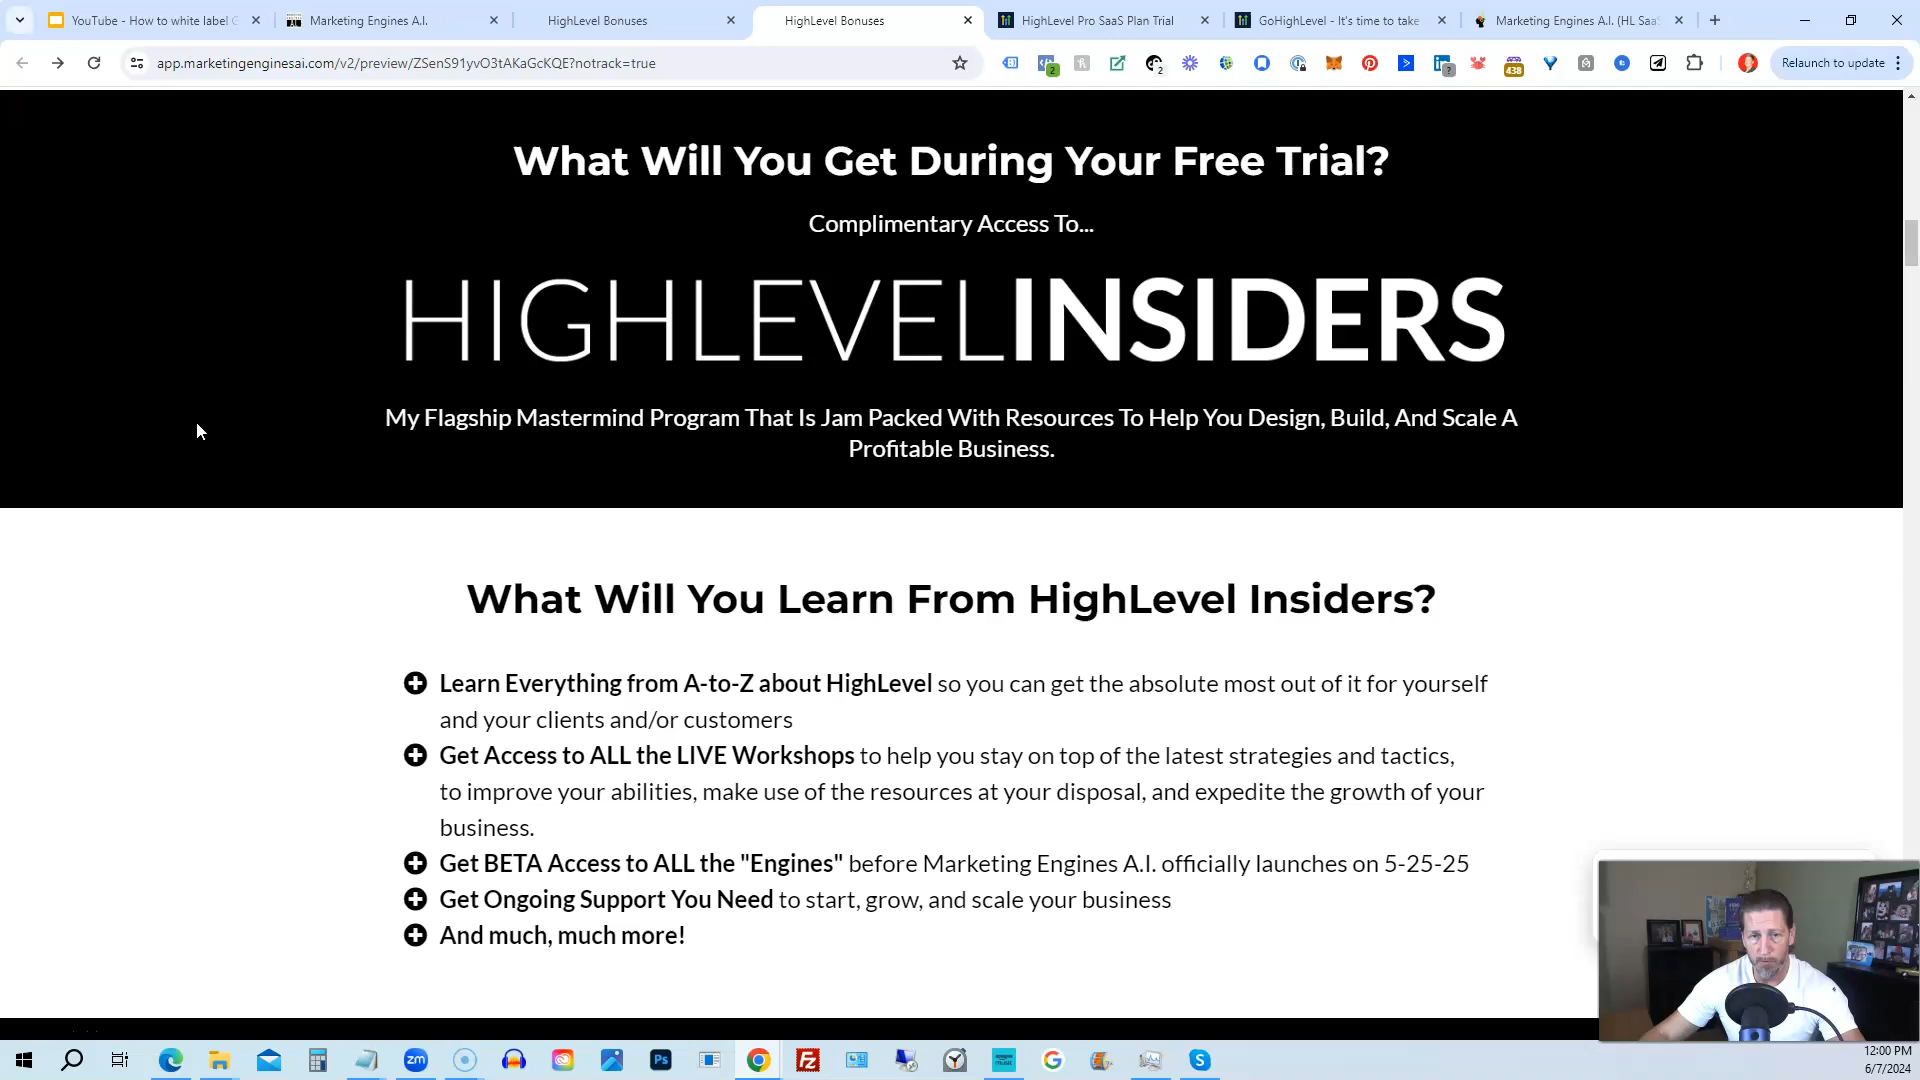 YouTube - How to white label G
Marketing Engines A.I.
HighLevel Bonuses
HighLevel Bonuses
HighLevel Pro SaaS Plan Trial
GoHighLevel - It's time to take
Marketing Engines A.I. (HL SaaS
app.marketingenginesai.com/v2/preview/ZSenS91yvO3tAKaGcKQE?notrack=true
2
2
?
438
Relaunch to update
What Will You Get During Your Free Trial?
Complimentary Access To...
HIGHLEVELINSIDERS
My Flagship Mastermind Program That Is Jam Packed With Resources To Help You Design, Build, And Scale A
Profitable Business.
What Will You Learn From HighLevel Insiders?
Learn Everything from A-to-Z about HighLevel so you can get the absolute most out of it for yourself
and your clients and/or customers
Get Access to ALL the LIVE Workshops to help you stay on top of the latest strategies and tactics,
to improve your abilities, make use of the resources at your disposal, and expedite the growth of your
business.
Get BETA Access to ALL the "Engines" before Marketing Engines A.I. officially launches on 5-25-25
Get Ongoing Support You Need to start, grow, and scale your business
And much, much more!
zm
Ps
Fz
amazon
music
G
S
12:00 PM
6/7/2024